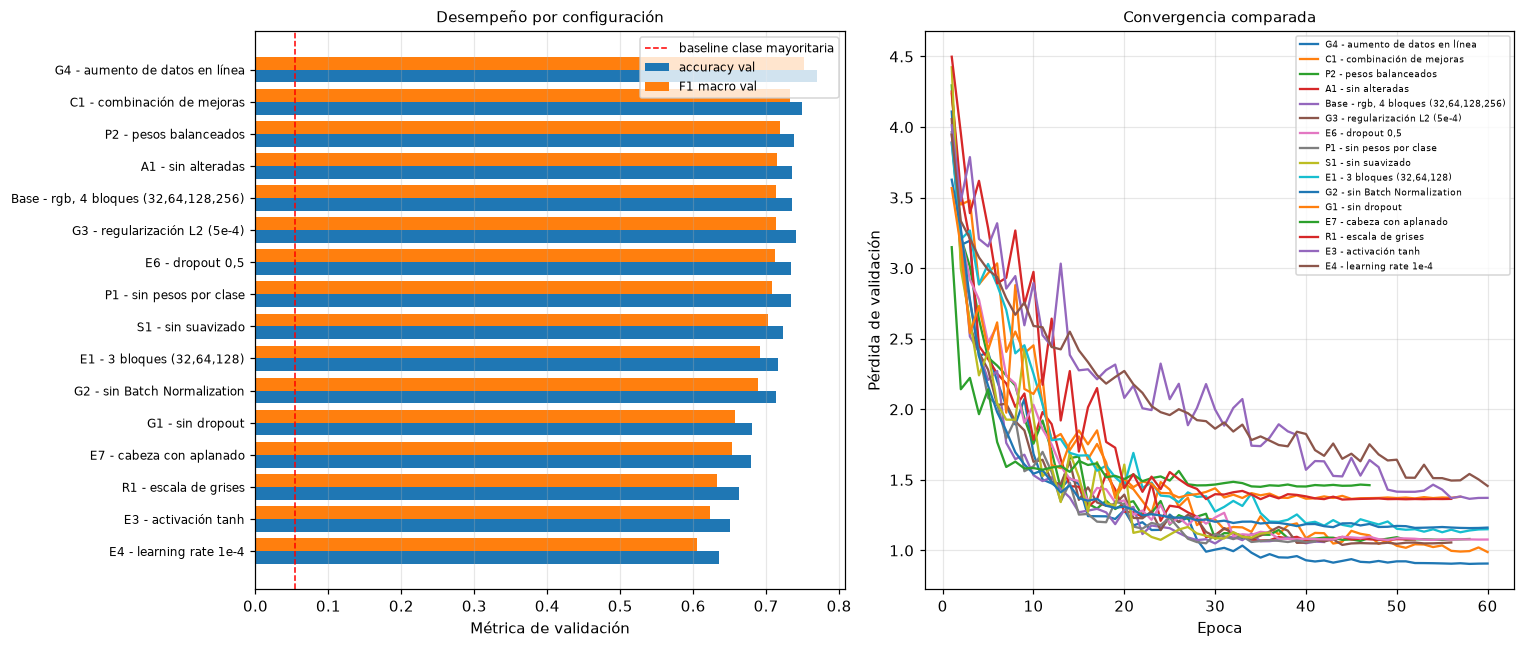 Desempeño por configuración
baseline clase mayoritaria
accuracy val
F1 macro val
G4 - aumento de datos en línea
C1 - combinación de mejoras
P2 - pesos balanceados
A1 - sin alteradas
Base - rgb, 4 bloques (32,64,128,256)
G3 - regularización L2 (5e-4)
E6 - dropout 0,5
P1 - sin pesos por clase
S1 - sin suavizado
E1 - 3 bloques (32,64,128)
G2 - sin Batch Normalization
G1 - sin dropout
E7 - cabeza con aplanado
R1 - escala de grises
E3 - activación tanh
E4 - learning rate 1e-4
0.0 0.1 0.2 0.3 0.4 0.5 0.6 0.7 0.8
Métrica de validación
Convergencia comparada
G4 - aumento de datos en línea
C1 - combinación de mejoras
P2 - pesos balanceados
A1 - sin alteradas
Base - rgb, 4 bloques (32,64,128,256)
G3 - regularización L2 (5e-4)
E6 - dropout 0,5
P1 - sin pesos por clase
S1 - sin suavizado
E1 - 3 bloques (32,64,128)
G2 - sin Batch Normalization
G1 - sin dropout
E7 - cabeza con aplanado
R1 - escala de grises
E3 - activación tanh
E4 - learning rate 1e-4
Pérdida de validación
4.5
4.0
3.5
3.0
2.5
2.0
1.5
1.0
0 10 20 30 40 50 60
Epoca